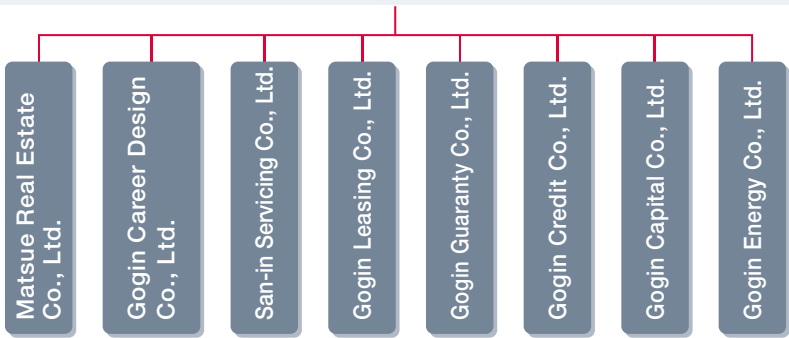 Matsue Real Estate
Co., Ltd.
Gogin Career Design
Co., Ltd.
San-in Servicing Co., Ltd.
Gogin Leasing Co., Ltd.
Gogin Guaranty Co., Ltd.
Gogin Credit Co., Ltd.
Gogin Capital Co., Ltd.
Gogin Energy Co., Ltd.